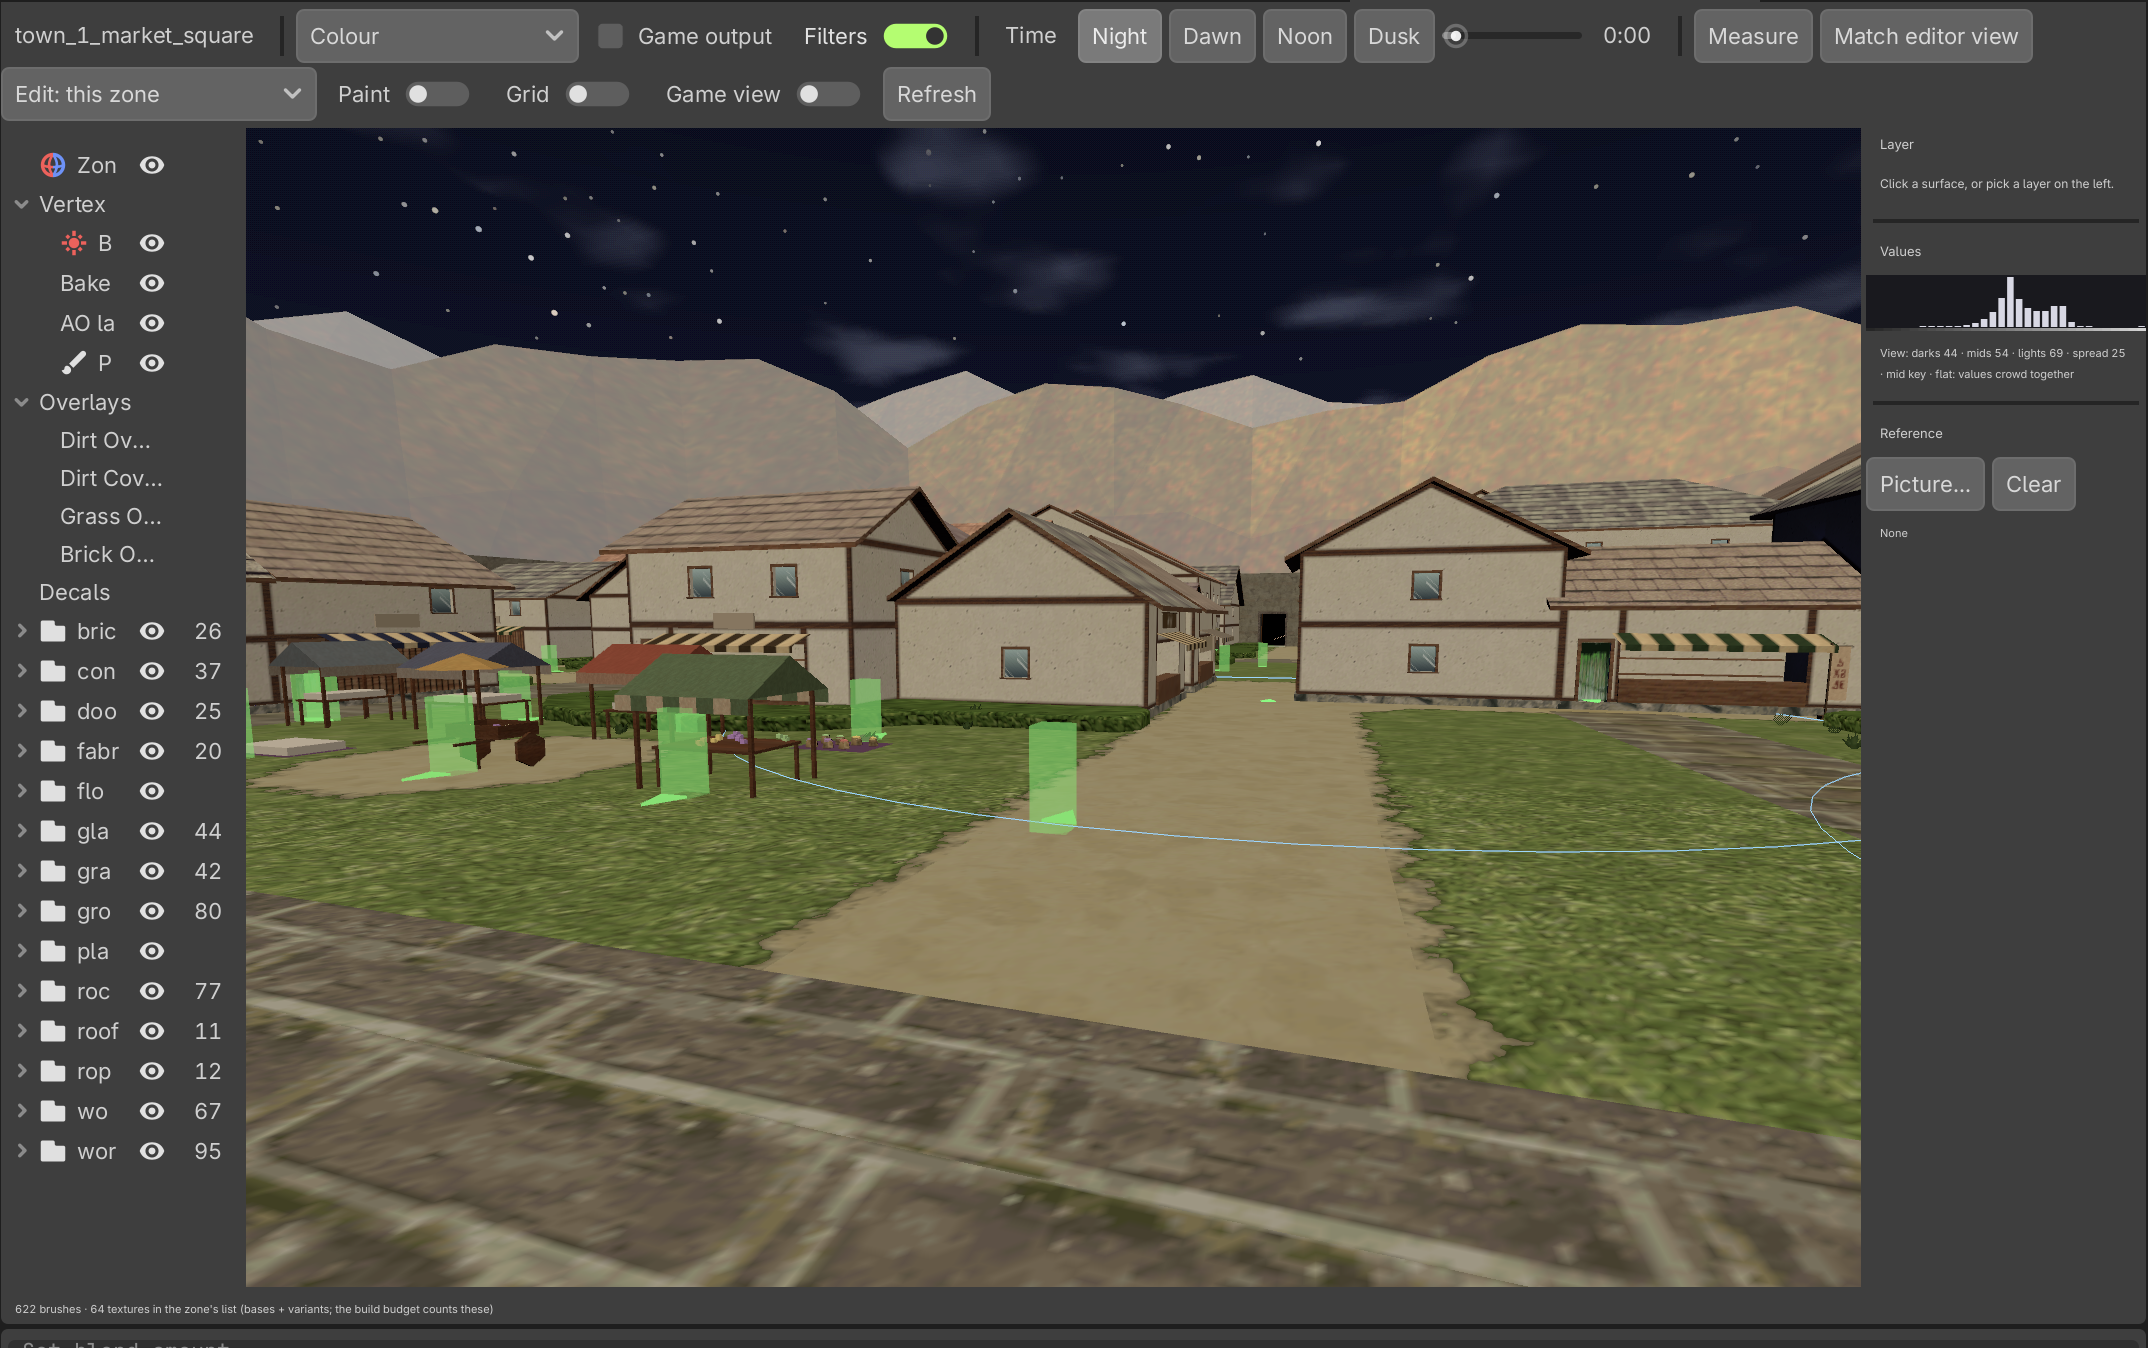 town_1_market_square
Colour
Game output
Filters
Time
Night
Dawn
Noon
Dusk
0:00
Measure
Match editor view
Edit: this zone
Paint
Grid
Game view
Refresh
Zon
Vertex
B
Bake
AO la
P
Overlays
Dirt Ov...
Dirt Cov...
Grass O...
Brick O...
Decals
bric 26
con 37
doo 25
fabr 20
flo
gla 44
gra 42
gro 80
pla
roc 77
roof 11
rop 12
wo 67
wor 95
Layer
Click a surface, or pick a layer on the left.
Values
View: darks 44 · mids 54 · lights 69 · spread 25
· mid key · flat: values crowd together
Reference
Picture...
Clear
None
622 brushes · 64 textures in the zone's list (bases + variants; the build budget counts these)